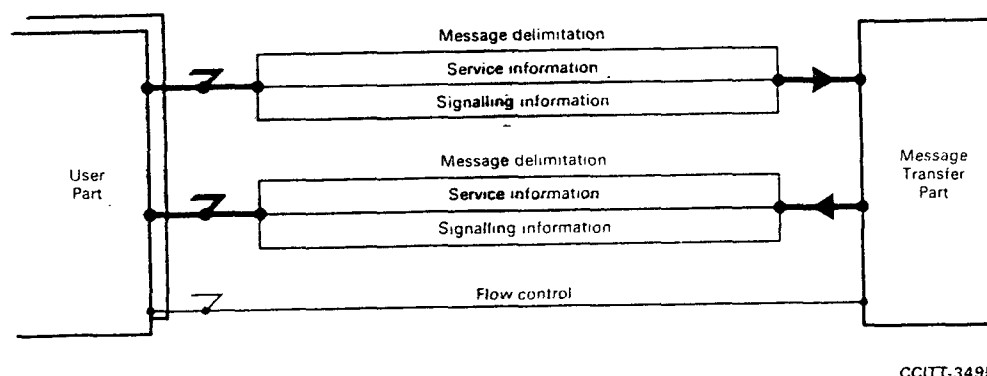 Message delimitation
Service information
Signalling information
User
Part
Message
Transfer
Part
Message delimitation
Service information
Signalling information
Flow control